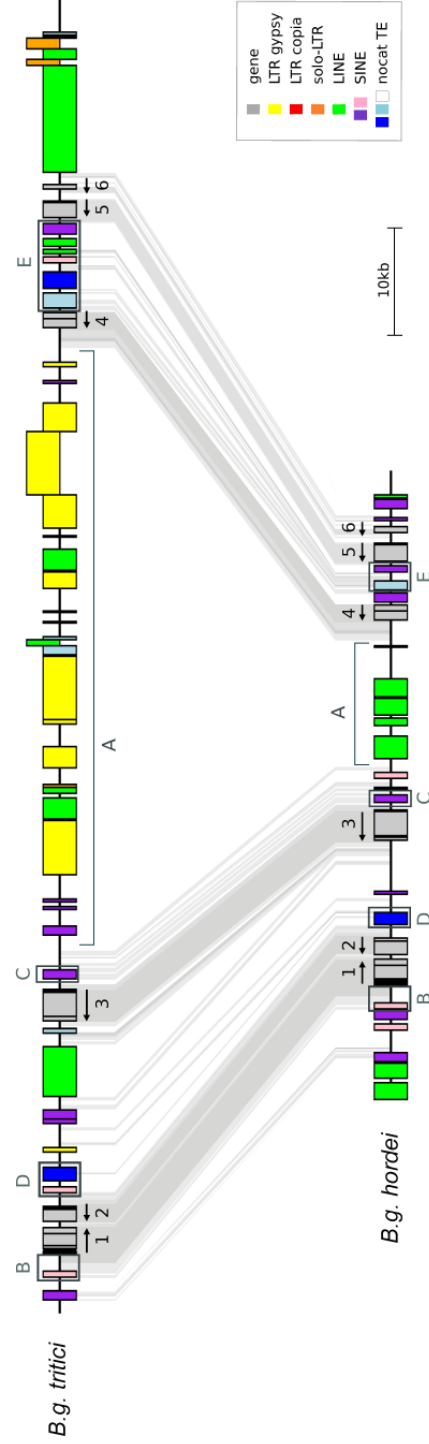 B D C E
B.g. tritici
1 2 3 A 4 5 6
1 2 3 A 4 5 6
B.g. hordei
B D C E
10kb
gene
LTR gypsy
LTR copia
solo-LTR
LINE
SINE
nocat TE